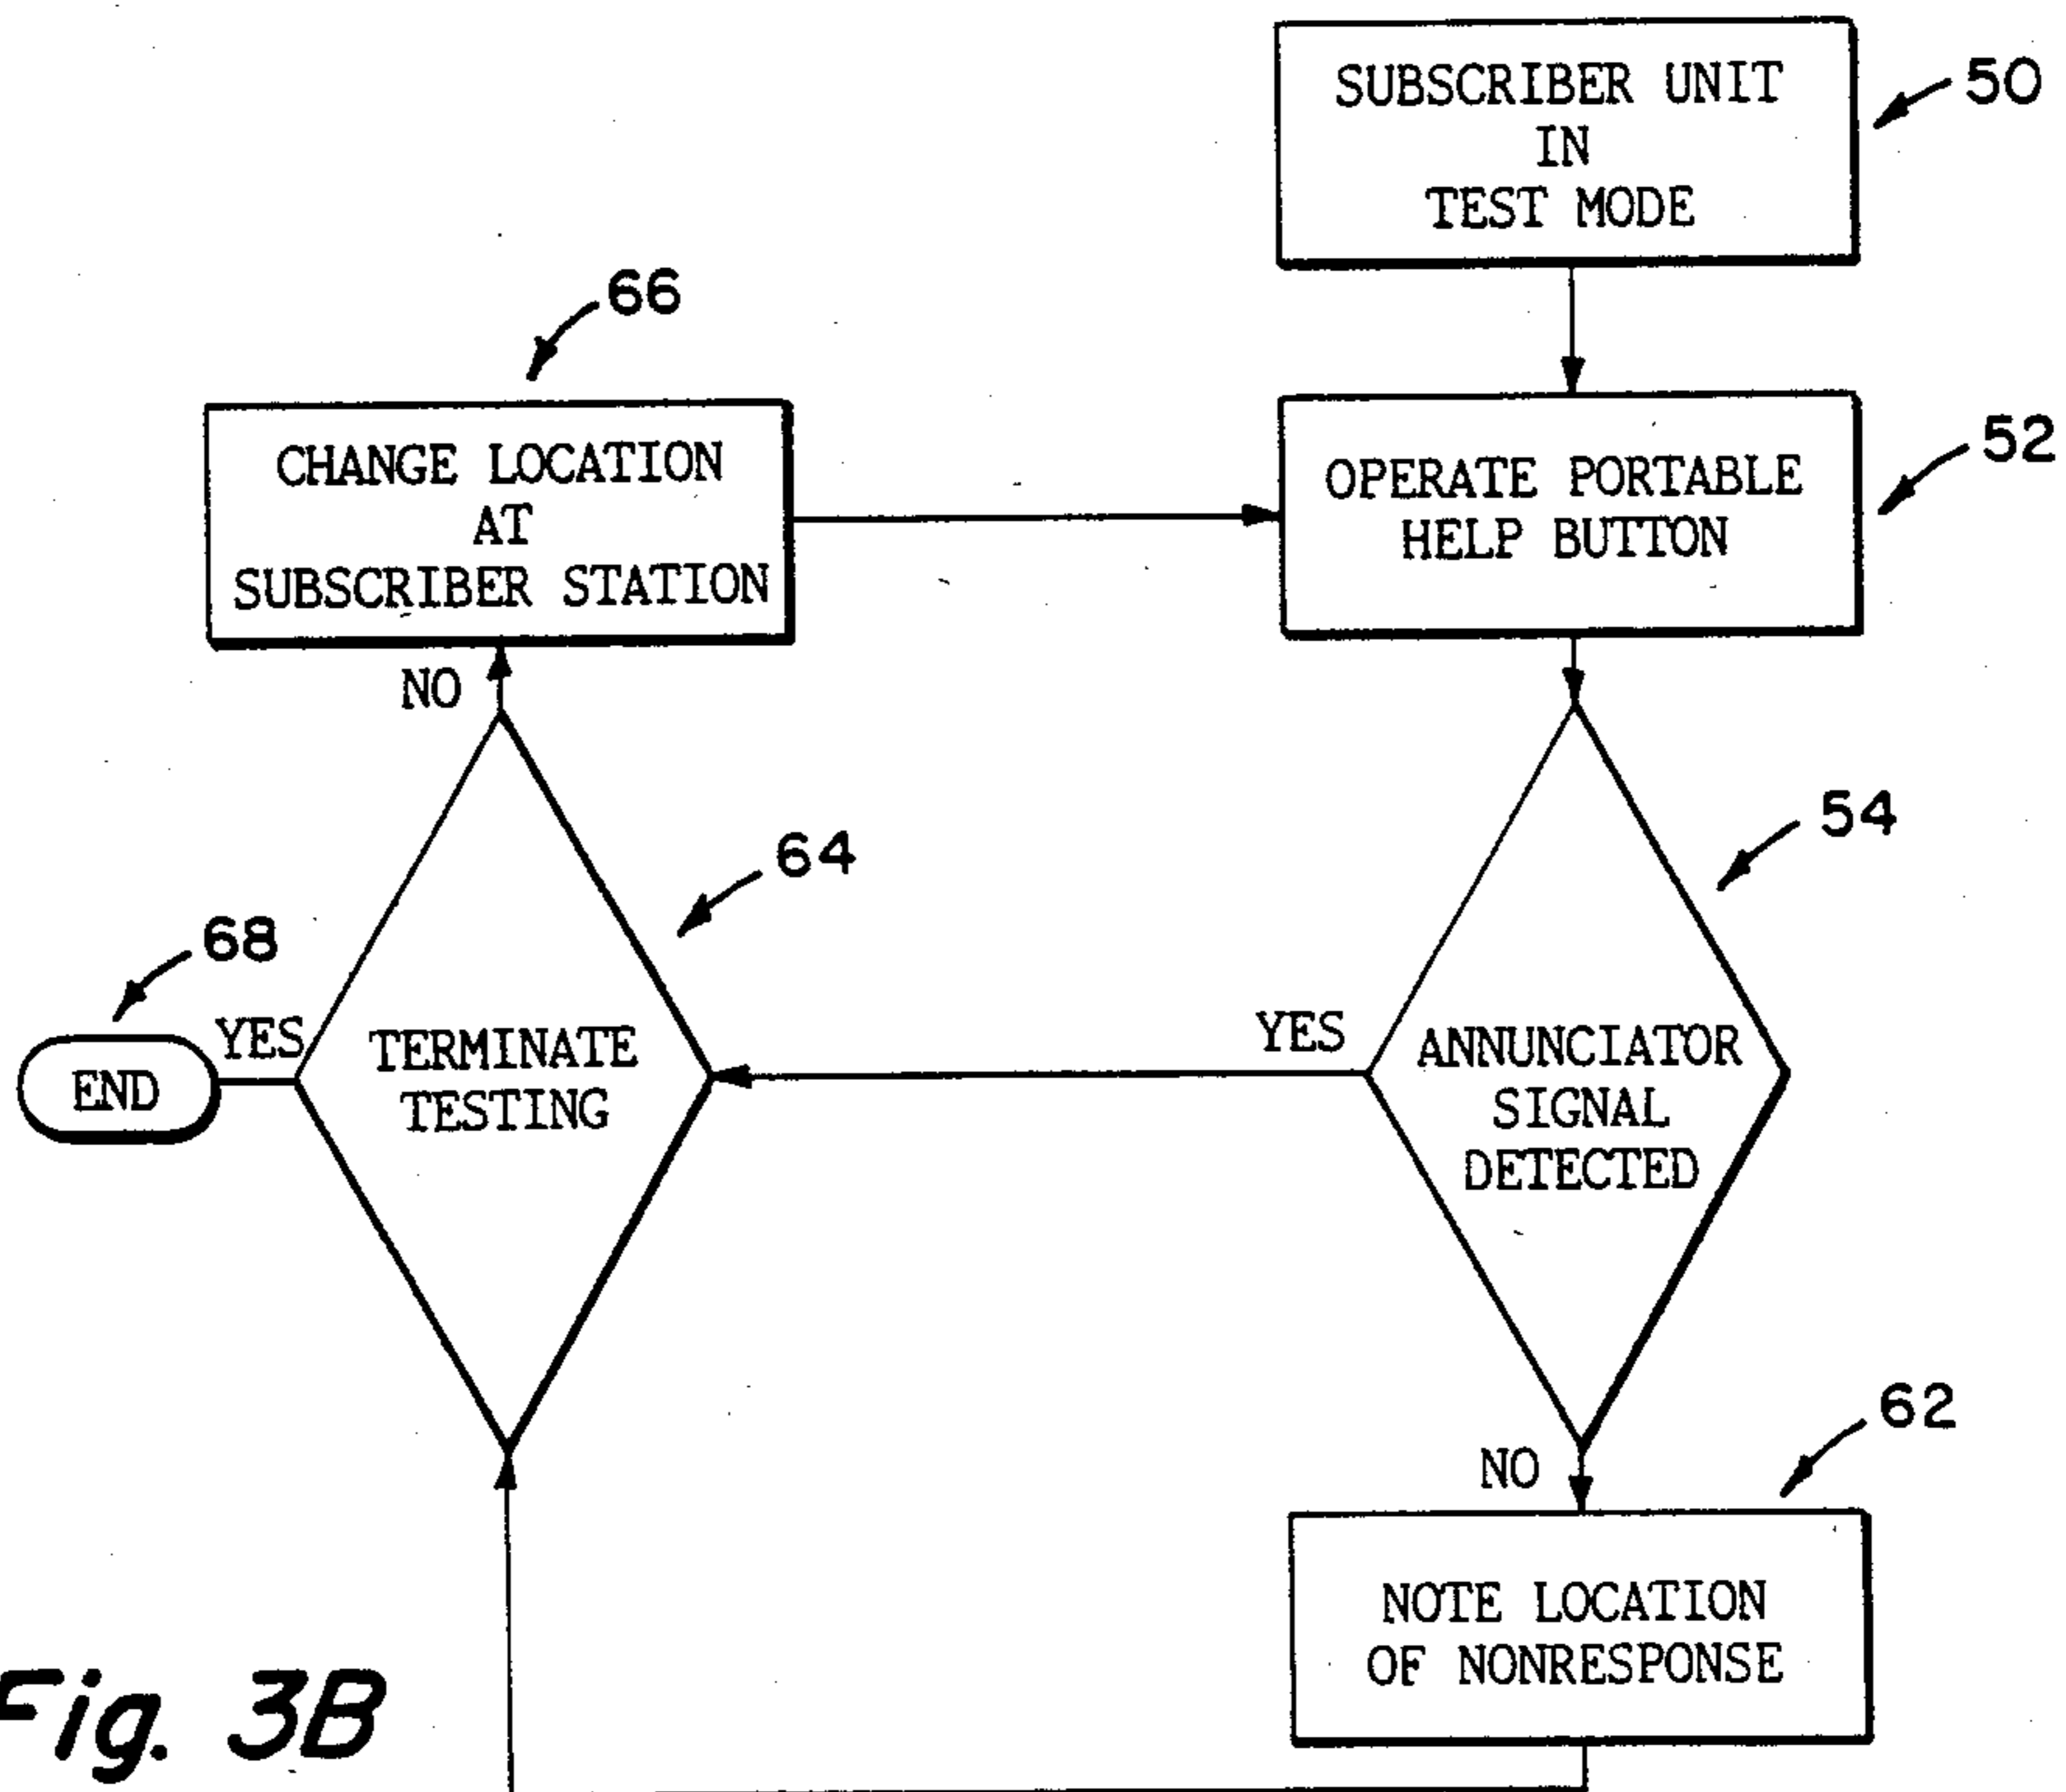 SUBSCRIBER UNIT
IN
TEST MODE
50
66
CHANGE LOCATION
AT
SUBSCRIBER STATION
OPERATE PORTABLE
HELP BUTTON
52
NO
54
64
68
YES
END
TERMINATE
TESTING
YES
ANNUNCIATOR
SIGNAL
DETECTED
NO
62
NOTE LOCATION
OF NONRESPONSE
Fig. 3B